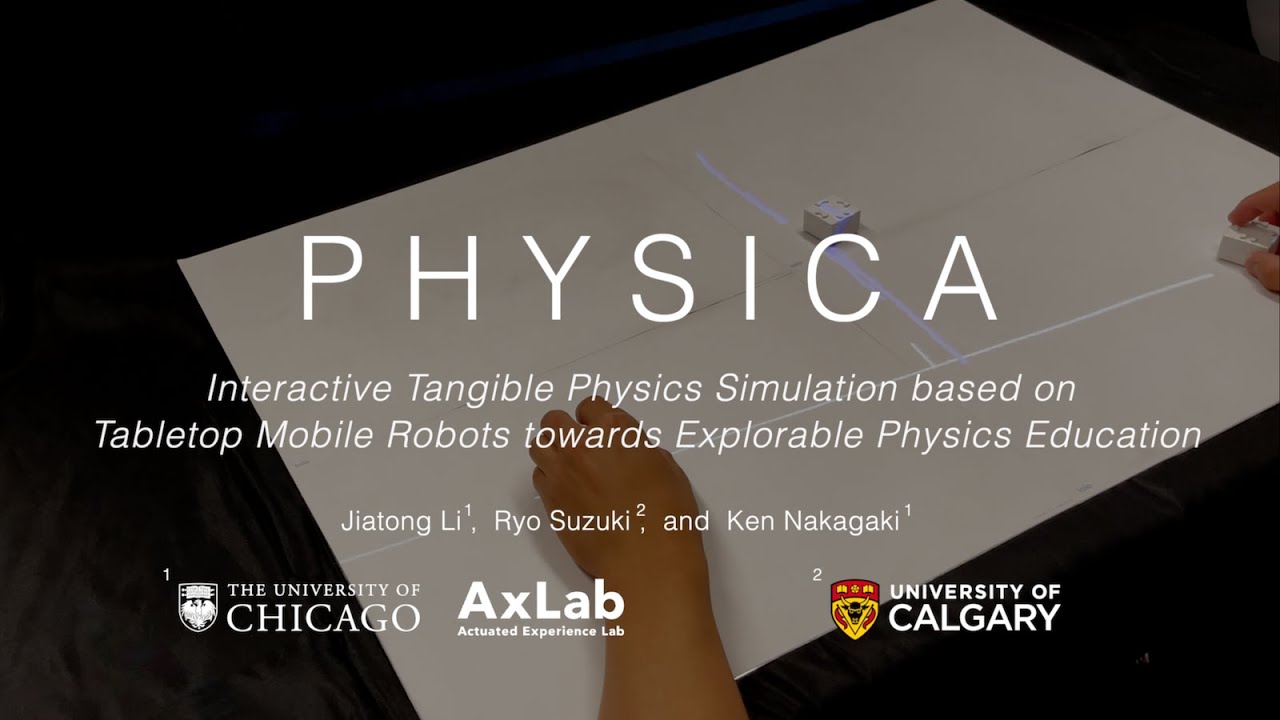 PHYSICA
Interactive Tangible Physics Simulation based on
Tabletop Mobile Robots towards Explorable Physics Education
Jiatong Li¹, Ryo Suzuki², and Ken Nakagaki¹
1
THE UNIVERSITY OF
CHICAGO
AxLab
Actuated Experience Lab
2
UNIVERSITY OF
CALGARY